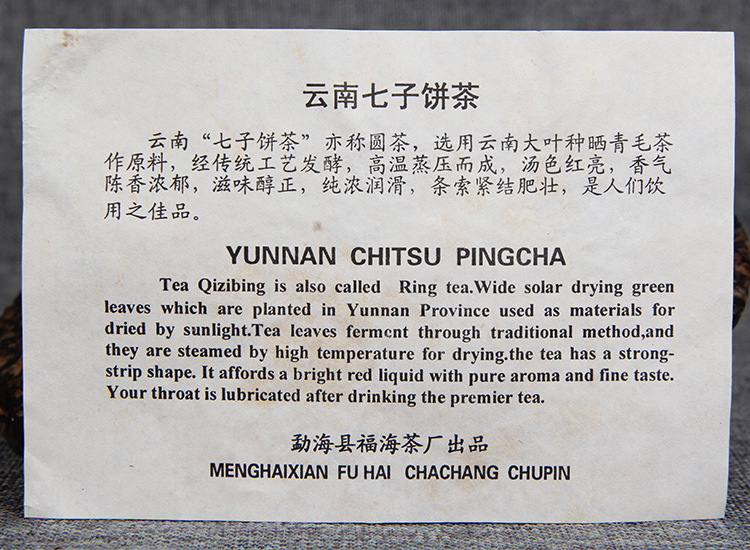 云南七子饼茶
云南“七子饼茶”亦称圆茶，选用云南大叶种晒青毛茶
作原料，经传统工艺发酵，高温蒸压而成，汤色红亮，香气
陈香浓郁，滋味醇正，纯浓润滑，条索紧结肥壮，是人们饮
用之佳品。
YUNNAN CHITSU PINGCHA
Tea Qizibing is also called Ring tea.Wide solar drying green
leaves which are planted in Yunnan Province used as materials for
dried by sunlight.Tea leaves ferment through traditional method,and
they are steamed by high temperature for drying.the tea has a strong-
strip shape. It affords a bright red liquid with pure aroma and fine taste.
Your throat is lubricated after drinking the premier tea.
勐海县福海茶厂出品
MENGHAIXIAN FU HAI CHACHANG CHUPIN